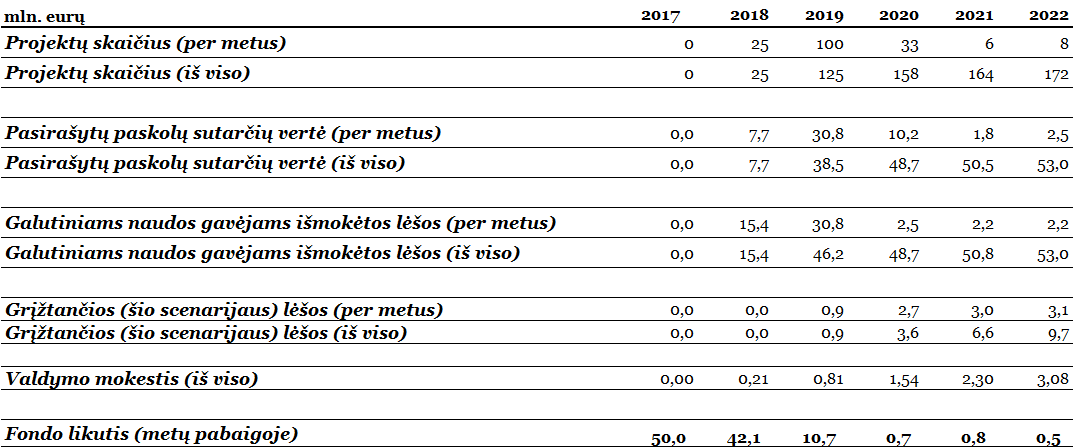 mln. eurų 2017 2018 2019 2020 2021 2022
Projektų skaičius (per metus) 0 25 100 33 6 8
Projektų skaičius (iš viso) 0 25 125 158 164 172
Pasirašytų paskolų sutarčių vertė (per metus) 0,0 7,7 30,8 10,2 1,8 2,5
Pasirašytų paskolų sutarčių vertė (iš viso) 0,0 7,7 38,5 48,7 50,5 53,0
Galutiniams naudos gavėjams išmokėtos lėšos (per metus) 0,0 15,4 30,8 2,5 2,2 2,2
Galutiniams naudos gavėjams išmokėtos lėšos (iš viso) 0,0 15,4 46,2 48,7 50,8 53,0
Grįžtančios (šio scenarijaus) lėšos (per metus) 0,0 0,0 0,9 2,7 3,0 3,1
Grįžtančios (šio scenarijaus) lėšos (iš viso) 0,0 0,0 0,9 3,6 6,6 9,7
Valdymo mokestis (iš viso) 0,00 0,21 0,81 1,54 2,30 3,08
Fondo likutis (metų pabaigoje) 50,0 42,1 10,7 0,7 0,8 0,5